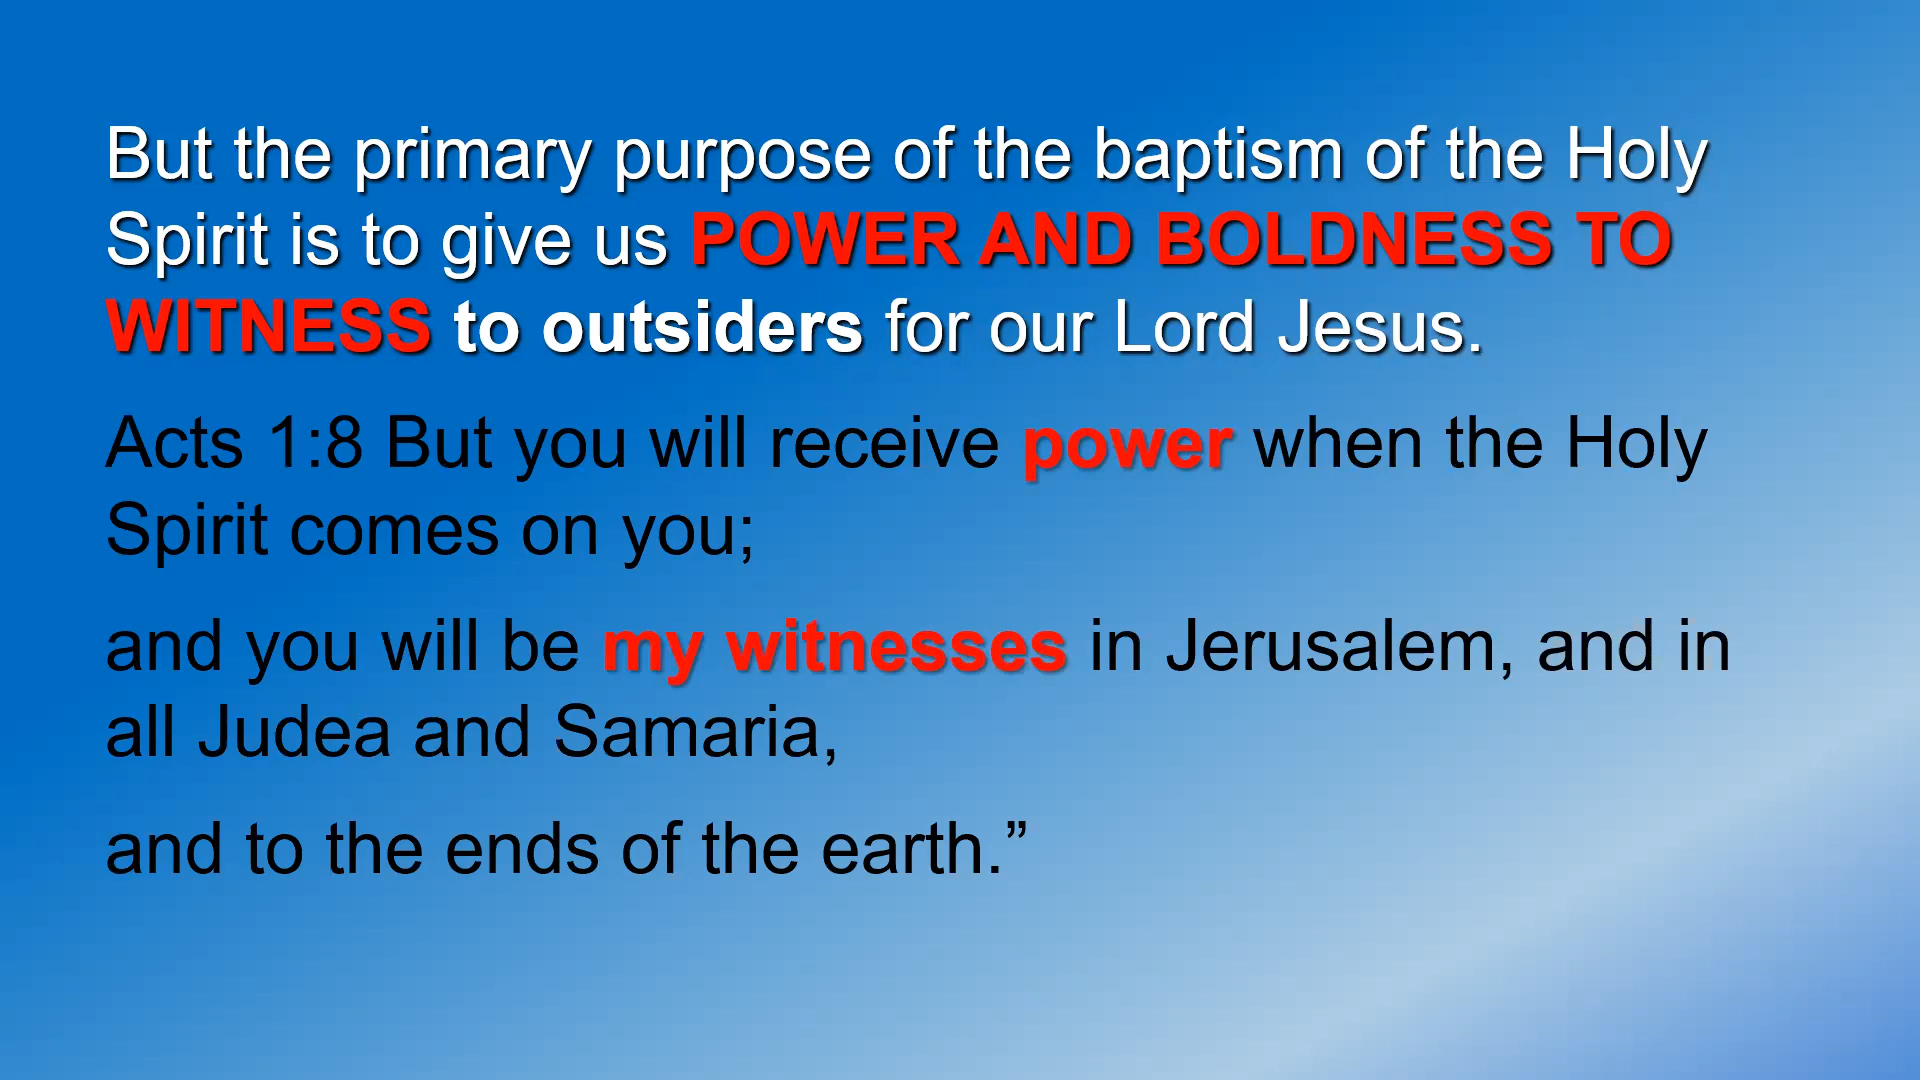 But the primary purpose of the baptism of the Holy
Spirit is to give us POWER AND BOLDNESS TO
WITNESS to outsiders for our Lord Jesus.
Acts 1:8 But you will receive power when the Holy
Spirit comes on you;
and you will be my witnesses in Jerusalem, and in
all Judea and Samaria,
and to the ends of the earth.”